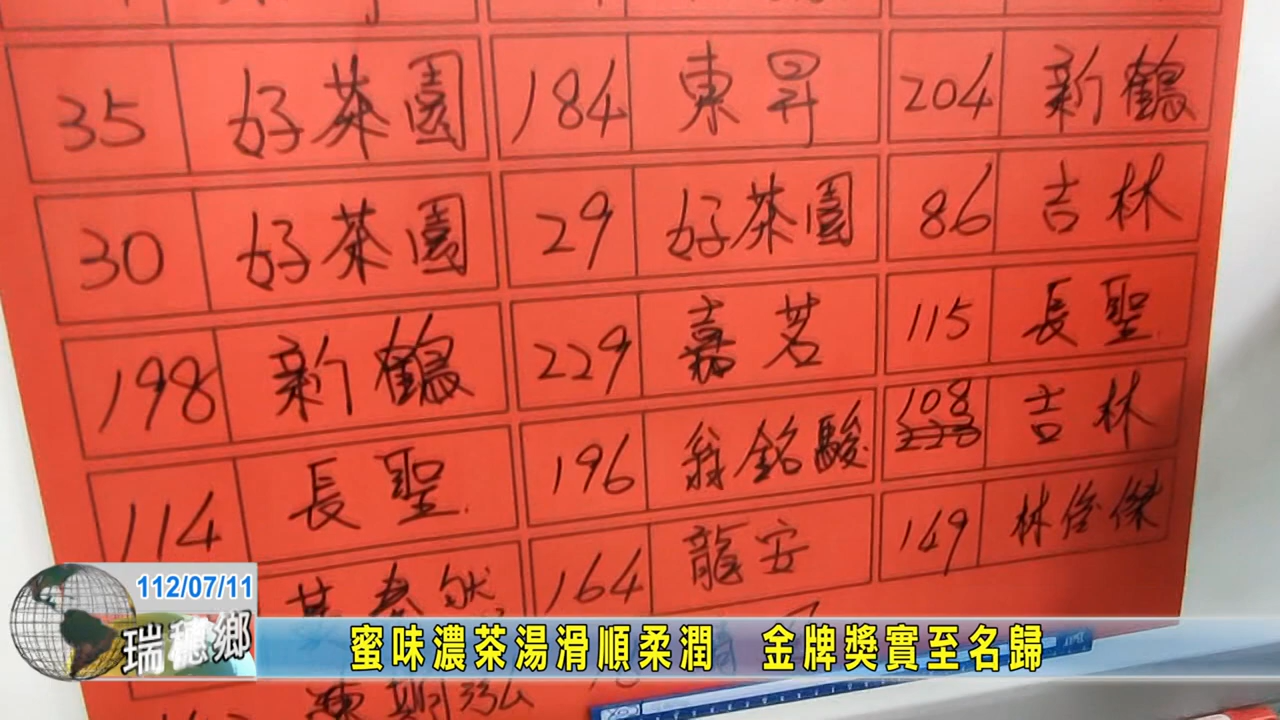 35 好茶園 184 東昇 204 新鶴
30 好茶園 29 好茶園 86 吉林
198 新鶴 229 嘉茗 115 長聖
114 長聖 196 翁銘駿 108 吉林
164 龍安 149 林俊傑
112/07/11
瑞穗鄉
蜜味濃茶湯滑順柔潤 金牌獎實至名歸